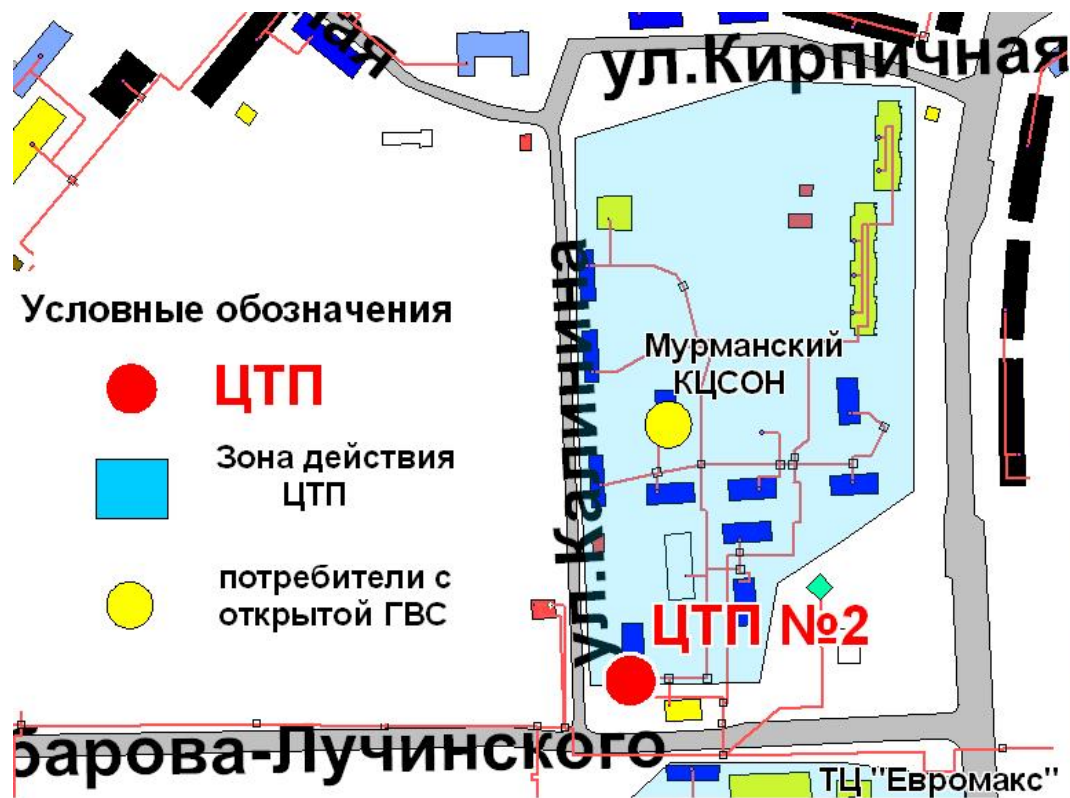 ная
ул.Кирпичная
Условные обозначения
ЦТП
Зона действия
ЦТП
потребители с
открытой ГВС
ул.Калинина
Мурманский
КЦСОН
ЦТП №2
барова-Лучинского
ТЦ "Евромакс"